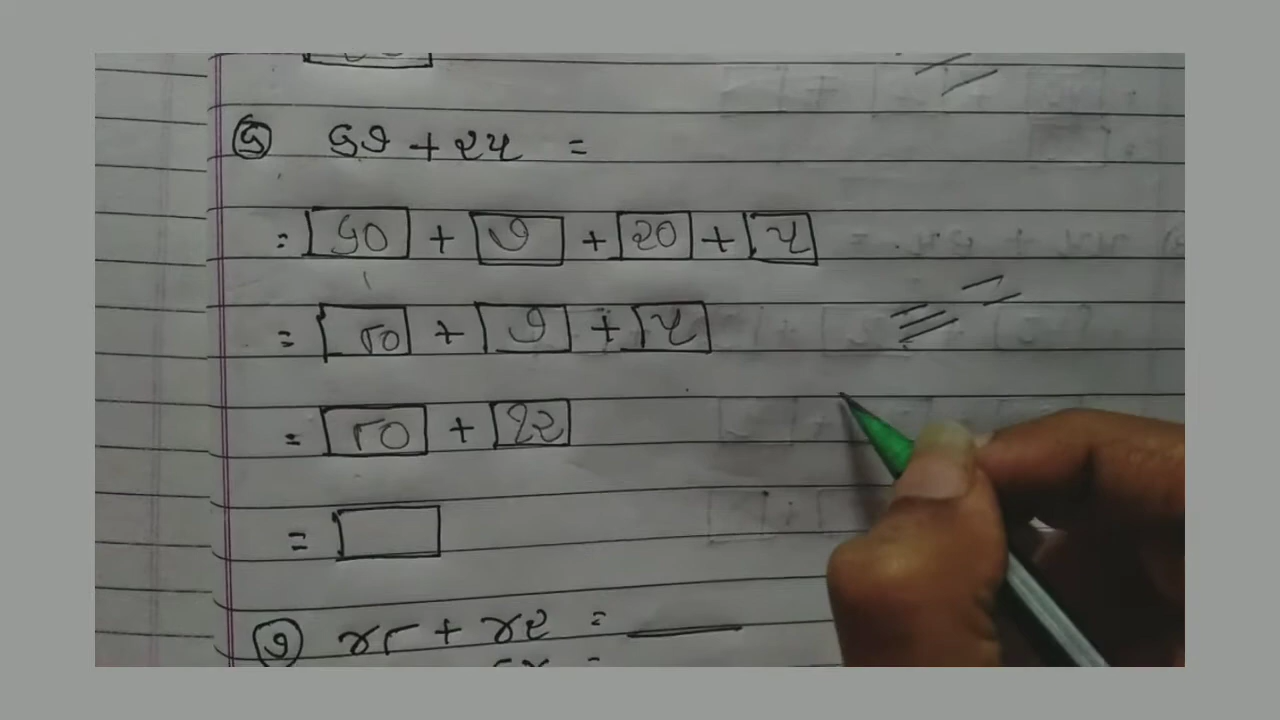 ૬ ૬૭ + ૨૫ =
= ૬૦ + ૭ + ૨૦ + ૫
= ૮૦ + ૭ + ૫
= ૮૦ + ૧૨
=
૭ ૪૮ + ૪૨ =